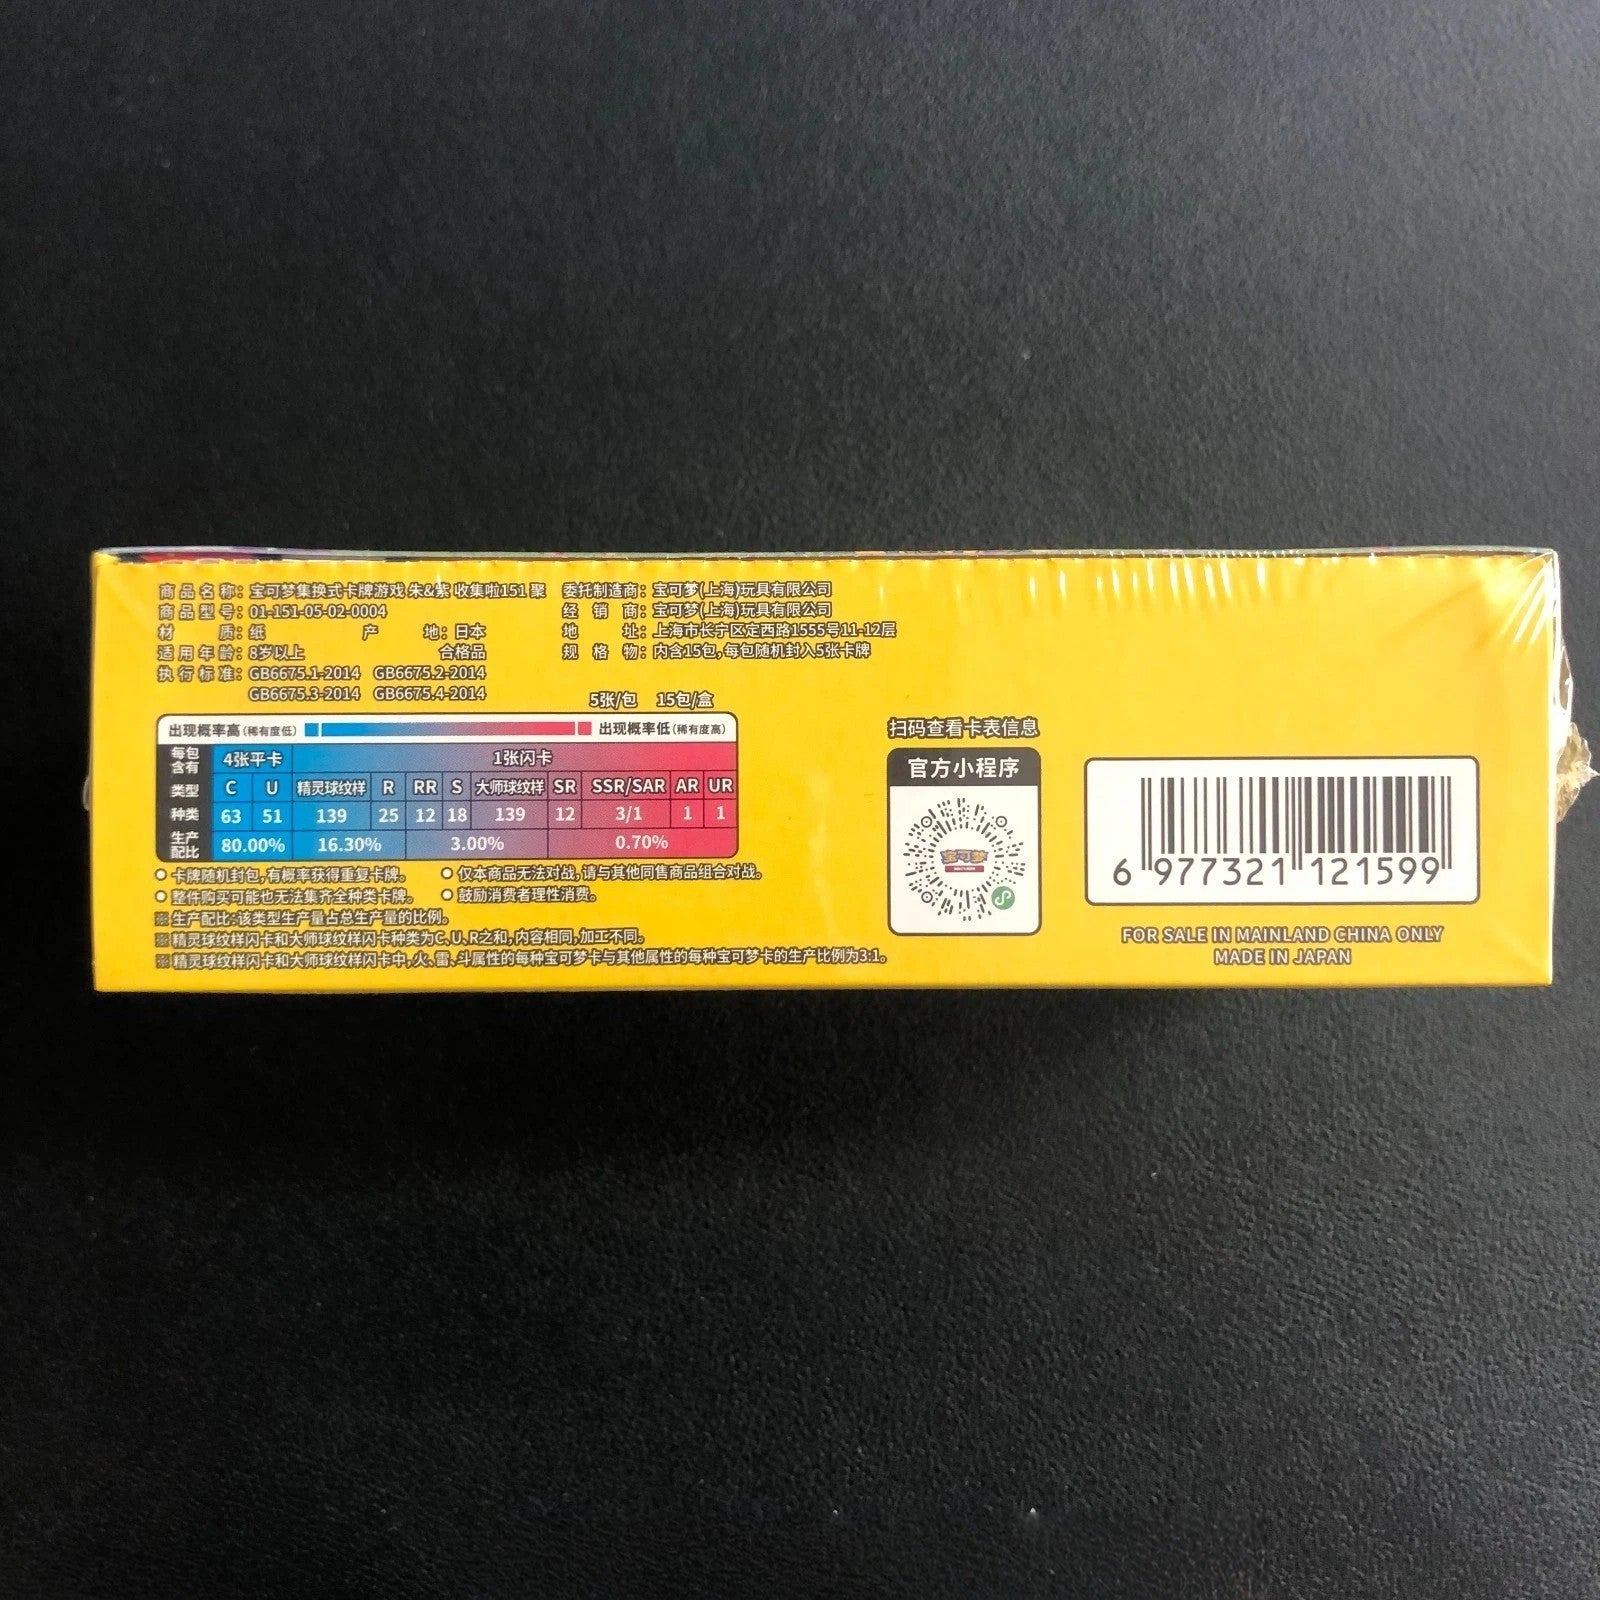 商品名称：宝可梦集换式卡牌游戏 朱&紫 收集啦151 聚
商品型号：01-151-05-02-0004
材质：纸 产地：日本
适用年龄：8岁以上 合格品
执行标准：GB6675.1-2014 GB6675.2-2014
GB6675.3-2014 GB6675.4-2014
委托制造商：宝可梦(上海)玩具有限公司
经销商：宝可梦(上海)玩具有限公司
地址：上海市长宁区定西路1555号11-12层
规格物：内含15包,每包随机封入5张卡牌
5张/包 15包/盒
出现概率高(稀有度低) 出现概率低(稀有度高)
每包含有 4张平卡 1张闪卡
类型 C U 精灵球纹样 R RR S 大师球纹样 SR SSR/SAR AR UR
种类 63 51 139 25 12 18 139 12 3/1 1 1
生产配比 80.00% 16.30% 3.00% 0.70%
卡牌随机封包,有概率获得重复卡牌。 仅本商品无法对战,请与其他同售商品组合对战。
整件购买可能也无法集齐全种类卡牌。 鼓励消费者理性消费。
※生产配比:该类型生产量占总生产量的比例。
※精灵球纹样闪卡和大师球纹样闪卡种类为C、U、R之和,内容相同,加工不同。
※精灵球纹样闪卡和大师球纹样闪卡中,火、雷、斗属性的每种宝可梦卡与其他属性的每种宝可梦卡的生产比例为3:1。
扫码查看卡表信息
官方小程序
宝可梦
6 977321 121599
FOR SALE IN MAINLAND CHINA ONLY
MADE IN JAPAN